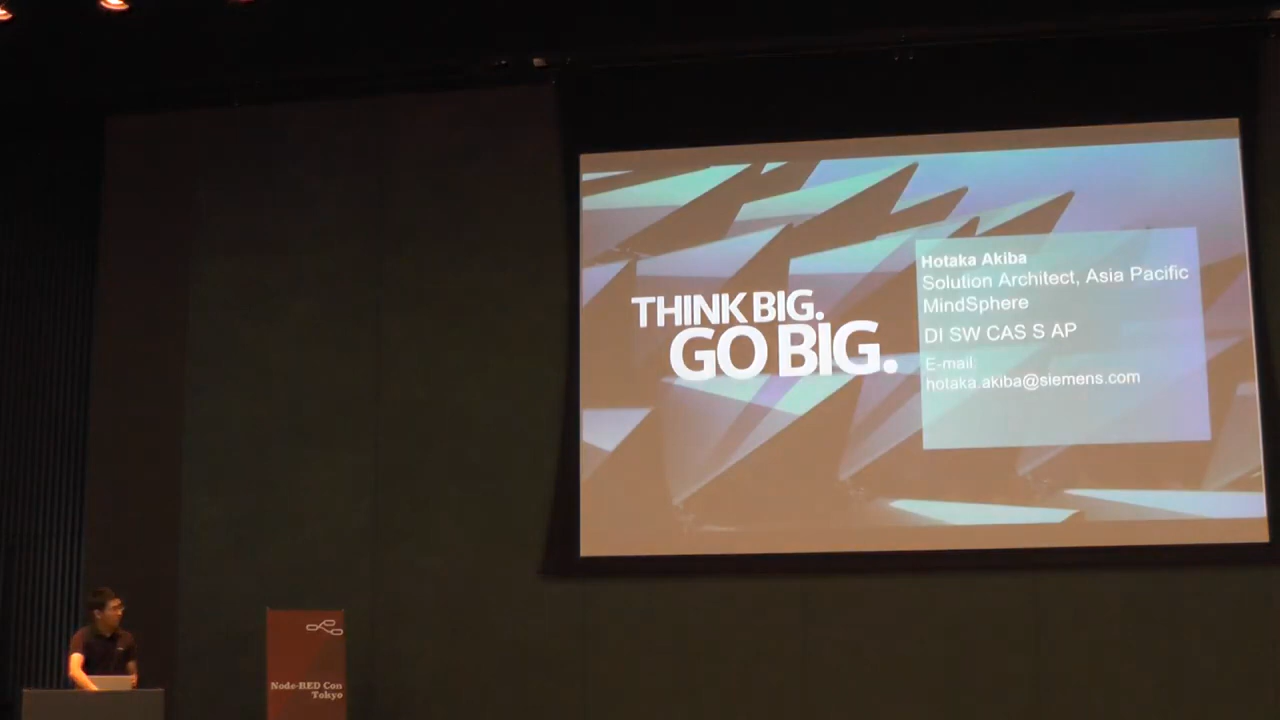 THINK BIG.
GO BIG.
Hotaka Akiba
Solution Architect, Asia Pacific
MindSphere
DI SW CAS S AP
E-mail:
hotaka.akiba@siemens.com
Node-RED Con
Tokyo